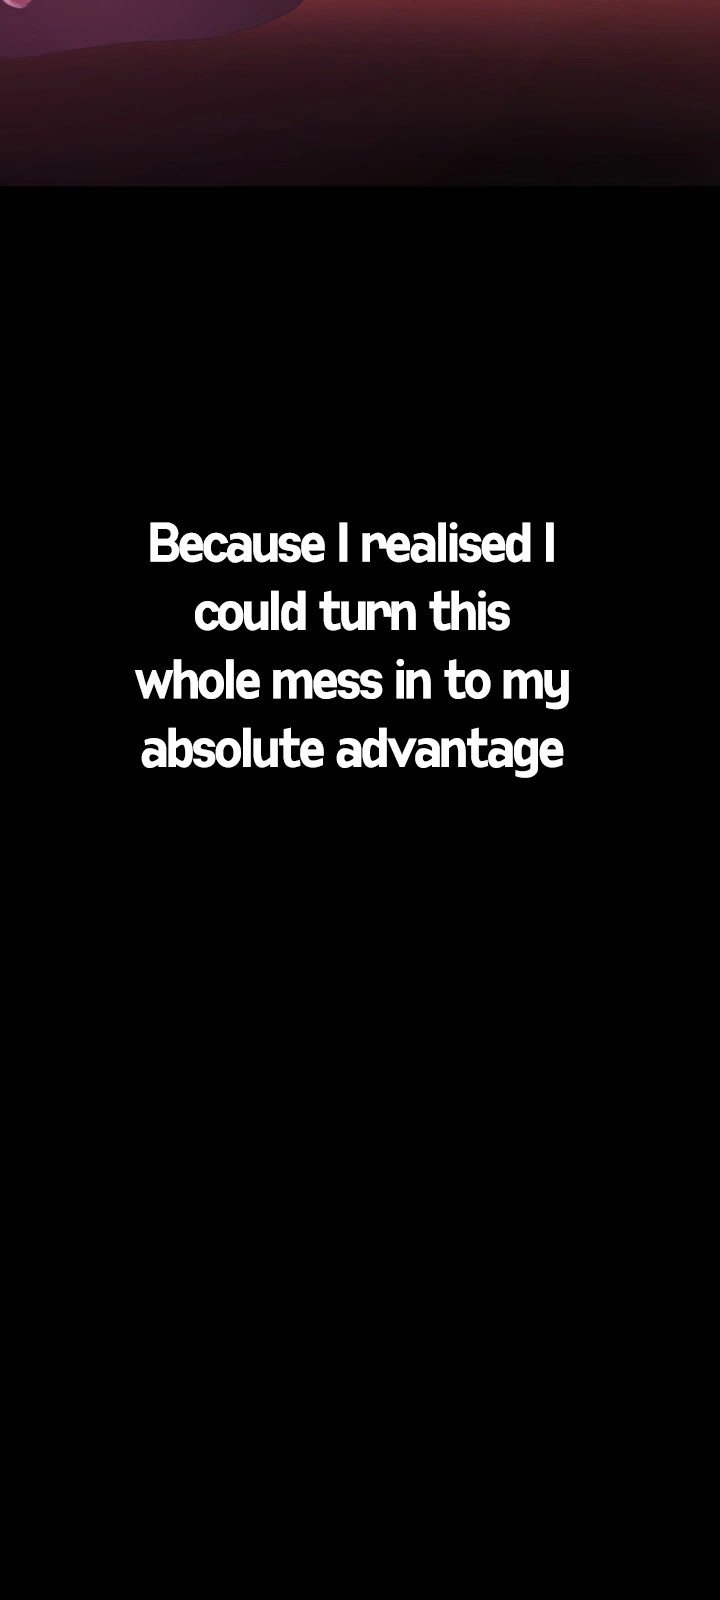 Because I realised I
could turn this
whole mess in to my
absolute advantage